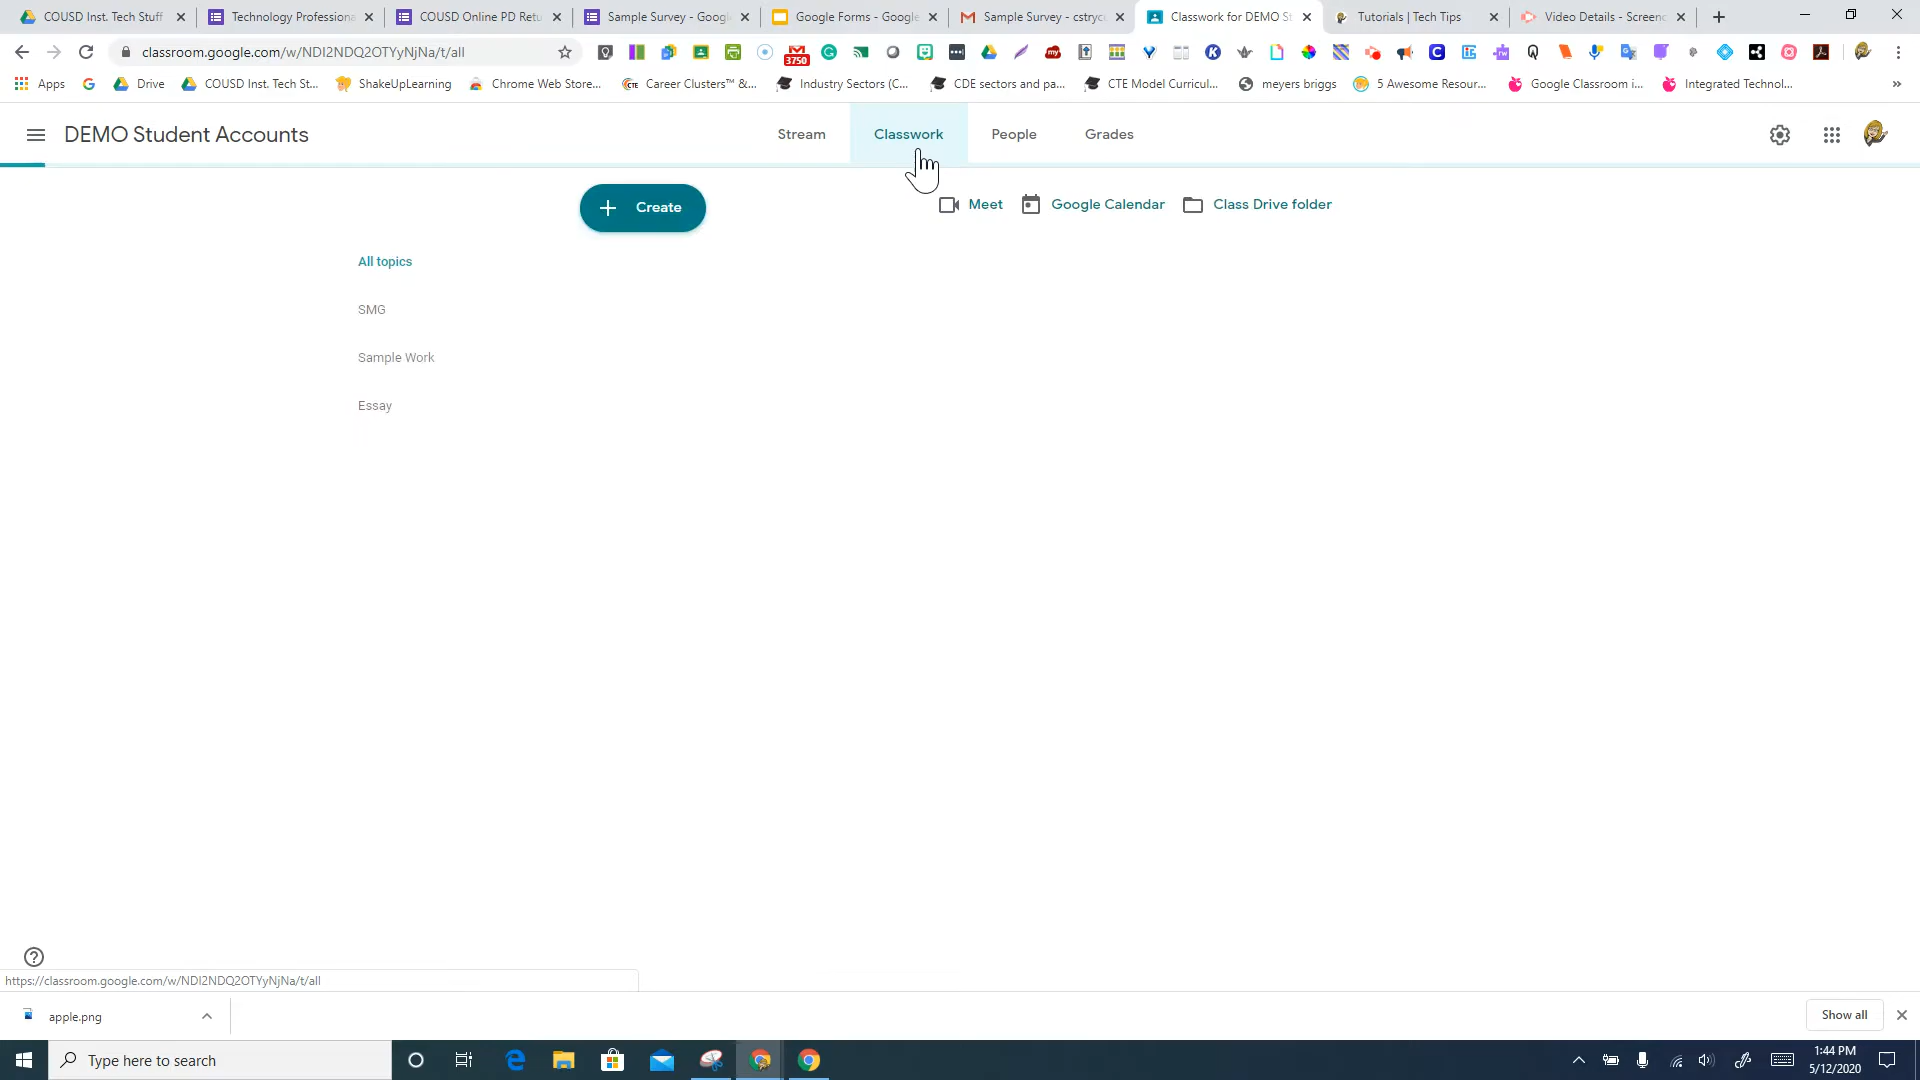 COUSD Inst. Tech Stuff
Technology Professiona
COUSD Online PD Retu
Sample Survey - Googl
Google Forms - Google
Sample Survey - cstryc
Classwork for DEMO St
Tutorials | Tech Tips
Video Details - Screenc
classroom.google.com/w/NDI2NDQ2OTYyNjNa/t/all
3750
Apps
Drive
COUSD Inst. Tech St...
ShakeUpLearning
Chrome Web Store...
Career Clusters™ &...
Industry Sectors (C...
CDE sectors and pa...
CTE Model Curricul...
meyers briggs
5 Awesome Resour...
Google Classroom i...
Integrated Technol...
»
DEMO Student Accounts
Stream
Classwork
People
Grades
Create
Meet
Google Calendar
Class Drive folder
All topics
SMG
Sample Work
Essay
https://classroom.google.com/w/NDI2NDQ2OTYyNjNa/t/all
apple.png
Show all
Type here to search
1:44 PM
5/12/2020